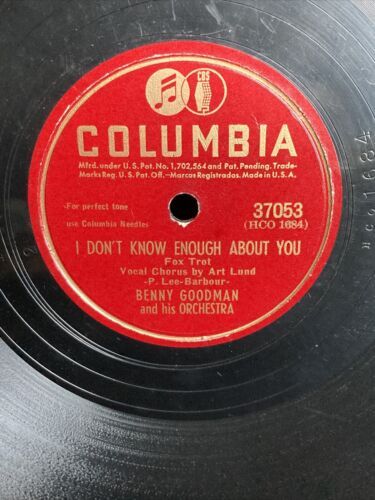 CBS
COLUMBIA
Mfrd. under U.S. Pat. No. 1,702,564 and Pat. Pending. Trade-
Marks Reg. U.S. Pat. Off.—Marcas Registradas. Made in U.S.A.
For perfect tone
use Columbia Needles
37053
(HCO 1684)
I DON'T KNOW ENOUGH ABOUT YOU
Fox Trot
Vocal Chorus by Art Lund
-P. Lee-Barbour-
BENNY GOODMAN
and his ORCHESTRA